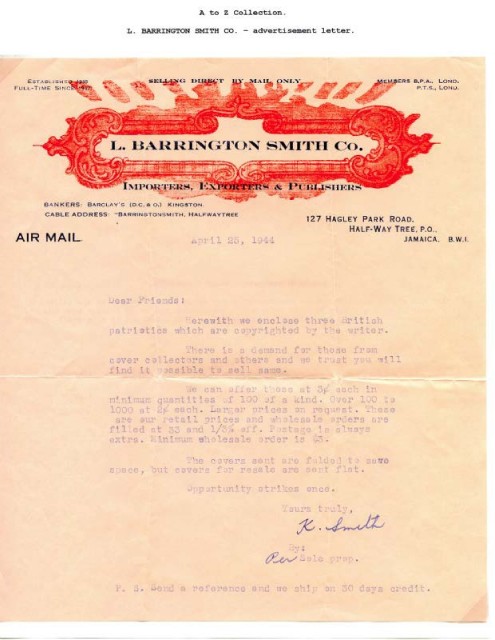 A to Z Collection.
L. BARRINGTON SMITH CO. - advertisement letter.
ESTABLISHED
FULL-TIME SINCE
SELLING DIRECT BY MAIL ONLY
MEMBERS B.P.A., LOND.
P.T.S., LOND.
L. BARRINGTON SMITH CO.
IMPORTERS, EXPORTERS & PUBLISHERS
BANKERS: BARCLAY'S (D.C. & O.) KINGSTON.
CABLE ADDRESS: "BARRINGTONSMITH, HALFWAYTREE
127 HAGLEY PARK ROAD,
HALF-WAY TREE, P.O.,
JAMAICA, B.W.I.
AIR MAIL.
April 25, 1944
Dear Friends:
Herewith we enclose three British
patriotics which are copyrighted by the writer.
There is a demand for these from
cover collectors and others and we trust you will
find it possible to sell same.
We can offer these at 3¢ each in
minimum quantities of 100 of a kind. Over 100 to
1000 at 2¢ each. Larger prices on request. These
are our retail prices and wholesale orders are
filled at 33 and 1/3% off. Postage is always
extra. Minimum wholesale order is $3.
The covers sent are folded to save
space, but covers for resale are sent flat.
Opportunity strikes once.
Yours truly,
K. Smith
By:
Per Sole prop.
P. S. Send a reference and we ship on 30 days credit.